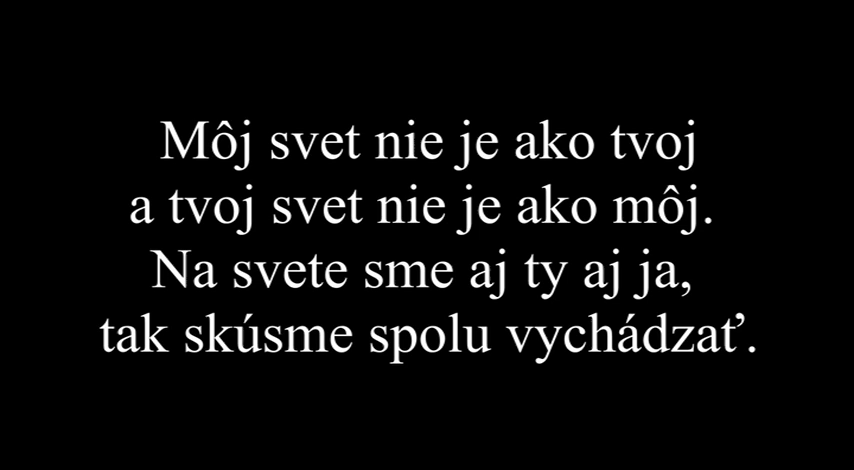 Môj svet nie je ako tvoj
a tvoj svet nie je ako môj.
Na svete sme aj ty aj ja,
tak skúsme spolu vychádzať.